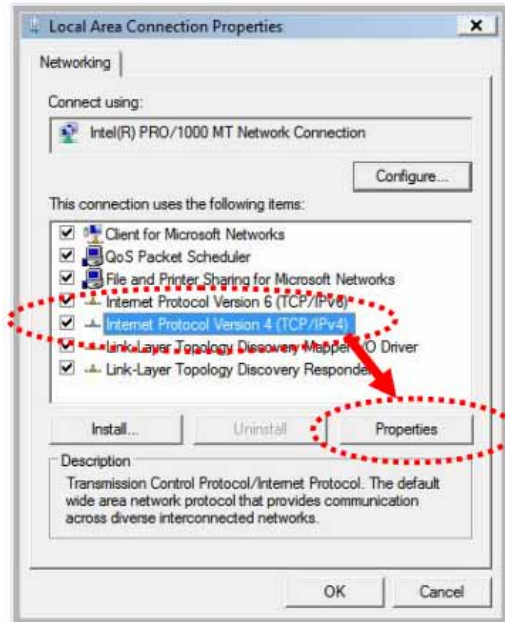 Local Area Connection Properties
Networking
Connect using:
Intel(R) PRO/1000 MT Network Connection
Configure...
This connection uses the following items:
Client for Microsoft Networks
QoS Packet Scheduler
File and Printer Sharing for Microsoft Networks
Internet Protocol Version 6 (TCP/IPv6)
Internet Protocol Version 4 (TCP/IPv4)
Link-Layer Topology Discovery Mapper I/O Driver
Link-Layer Topology Discovery Responder
Install...
Uninstall
Properties
Description
Transmission Control Protocol/Internet Protocol. The default
wide area network protocol that provides communication
across diverse interconnected networks.
OK
Cancel